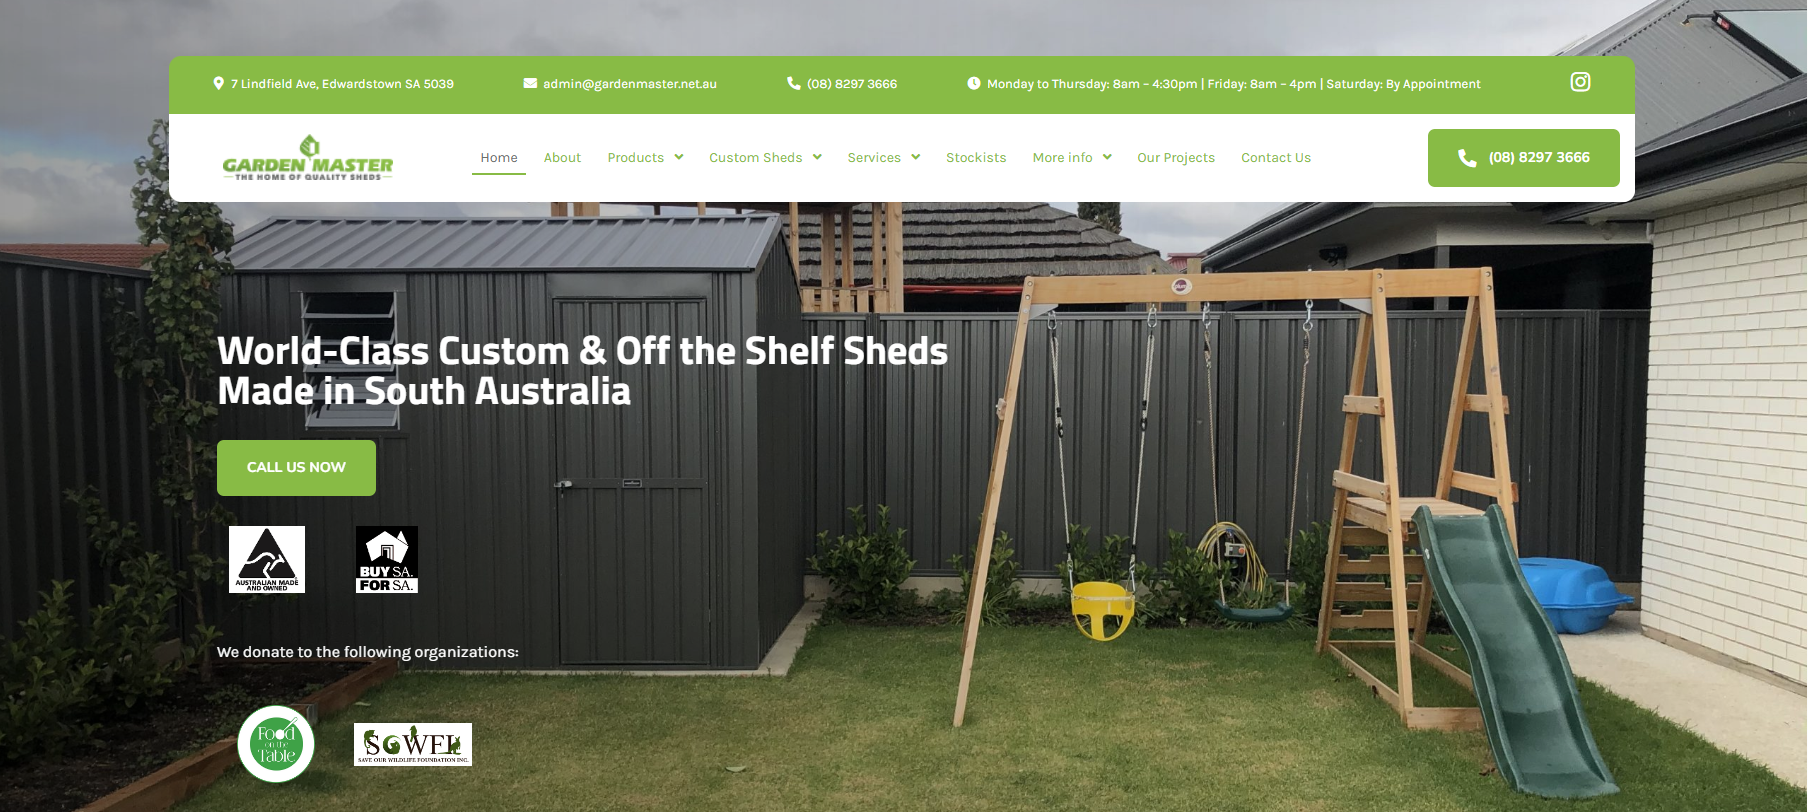 7 Lindfield Ave, Edwardstown SA 5039
admin@gardenmaster.net.au
(08) 8297 3666
Monday to Thursday: 8am – 4:30pm | Friday: 8am – 4pm | Saturday: By Appointment
GARDEN MASTER
THE HOME OF QUALITY SHEDS
Home
About
Products
Custom Sheds
Services
Stockists
More info
Our Projects
Contact Us
(08) 8297 3666
World-Class Custom & Off the Shelf Sheds
Made in South Australia
CALL US NOW
AUSTRALIAN MADE
AND OWNED
BUY SA.
FOR SA.
We donate to the following organizations:
Food
on the
Table
SOWFI
SAVE OUR WILDLIFE FOUNDATION INC.